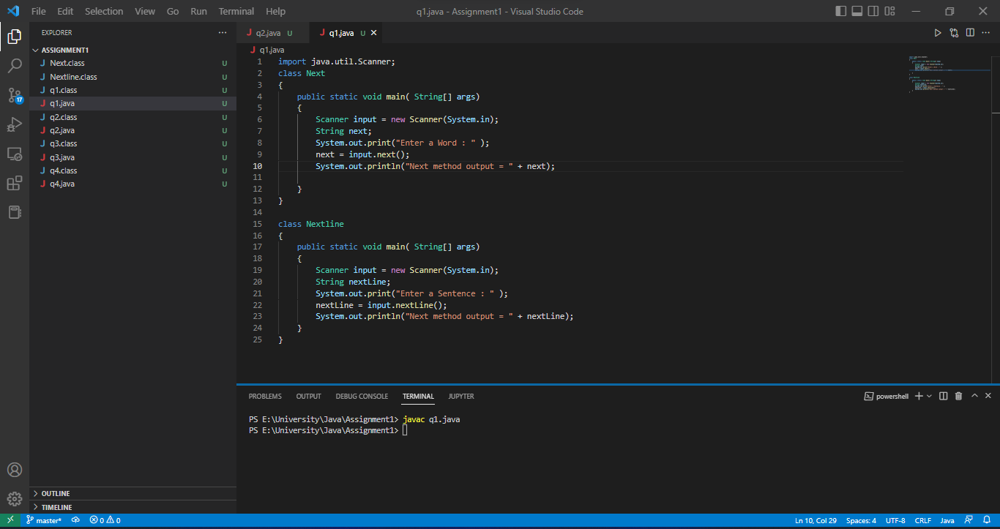 File Edit Selection View Go Run Terminal Help q1.java - Assignment1 - Visual Studio Code
EXPLORER
ASSIGNMENT1
J Next.class U
J Nextline.class U
J q1.class U
J q1.java U
J q2.class U
J q2.java U
J q3.class U
J q3.java U
J q4.class U
J q4.java U
17
OUTLINE
TIMELINE
J q2.java U J q1.java U
J q1.java
1 import java.util.Scanner;
2 class Next
3 {
4 public static void main( String[] args)
5 {
6 Scanner input = new Scanner(System.in);
7 String next;
8 System.out.print("Enter a Word : " );
9 next = input.next();
10 System.out.println("Next method output = " + next);
11
12 }
13 }
14
15 class Nextline
16 {
17 public static void main( String[] args)
18 {
19 Scanner input = new Scanner(System.in);
20 String nextLine;
21 System.out.print("Enter a Sentence : " );
22 nextLine = input.nextLine();
23 System.out.println("Next method output = " + nextLine);
24 }
25 }
PROBLEMS OUTPUT DEBUG CONSOLE TERMINAL JUPYTER powershell
PS E:\University\Java\Assignment1> javac q1.java
PS E:\University\Java\Assignment1>
master* 0 0 Ln 10, Col 29 Spaces: 4 UTF-8 CRLF Java